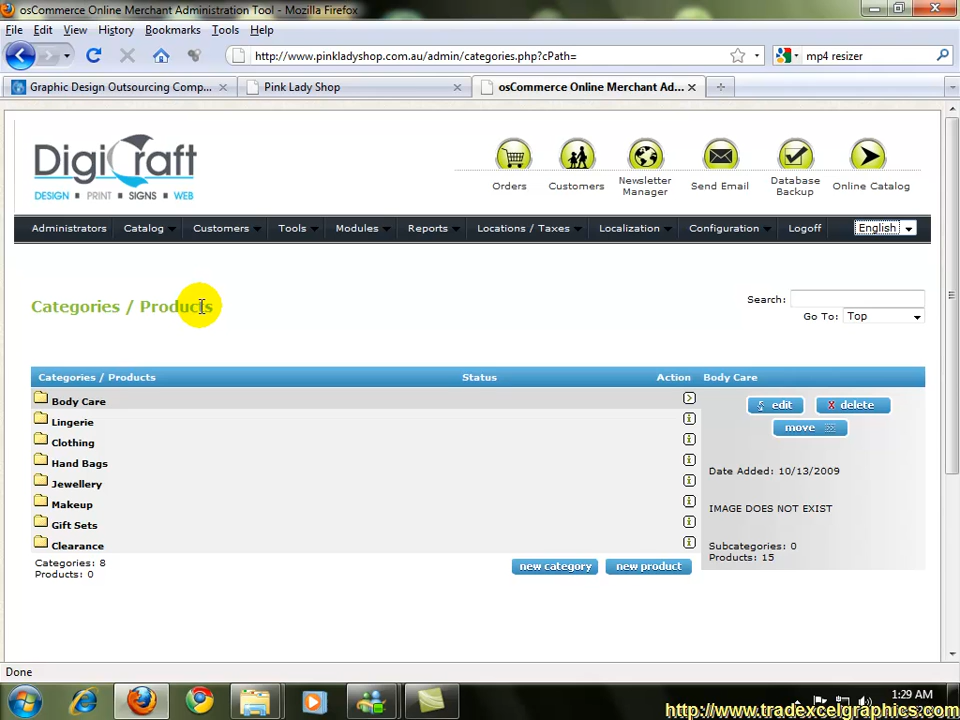 osCommerce Online Merchant Administration Tool - Mozilla Firefox
File Edit View History Bookmarks Tools Help
http://www.pinkladyshop.com.au/admin/categories.php?cPath=
mp4 resizer
Graphic Design Outsourcing Comp...
Pink Lady Shop
osCommerce Online Merchant Ad...
DigiCraft
DESIGN ■ PRINT ■ SIGNS ■ WEB
Orders
Customers
Newsletter Manager
Send Email
Database Backup
Online Catalog
Administrators Catalog Customers Tools Modules Reports Locations / Taxes Localization Configuration Logoff English
Categories / Products
Search:
Go To: Top
Categories / Products Status Action Body Care
Body Care
Lingerie
Clothing
Hand Bags
Jewellery
Makeup
Gift Sets
Clearance
edit
delete
move
Date Added: 10/13/2009
IMAGE DOES NOT EXIST
Subcategories: 0
Products: 15
Categories: 8
Products: 0
new category
new product
Done
1:29 AM
http://www.tradexcelgraphics.com